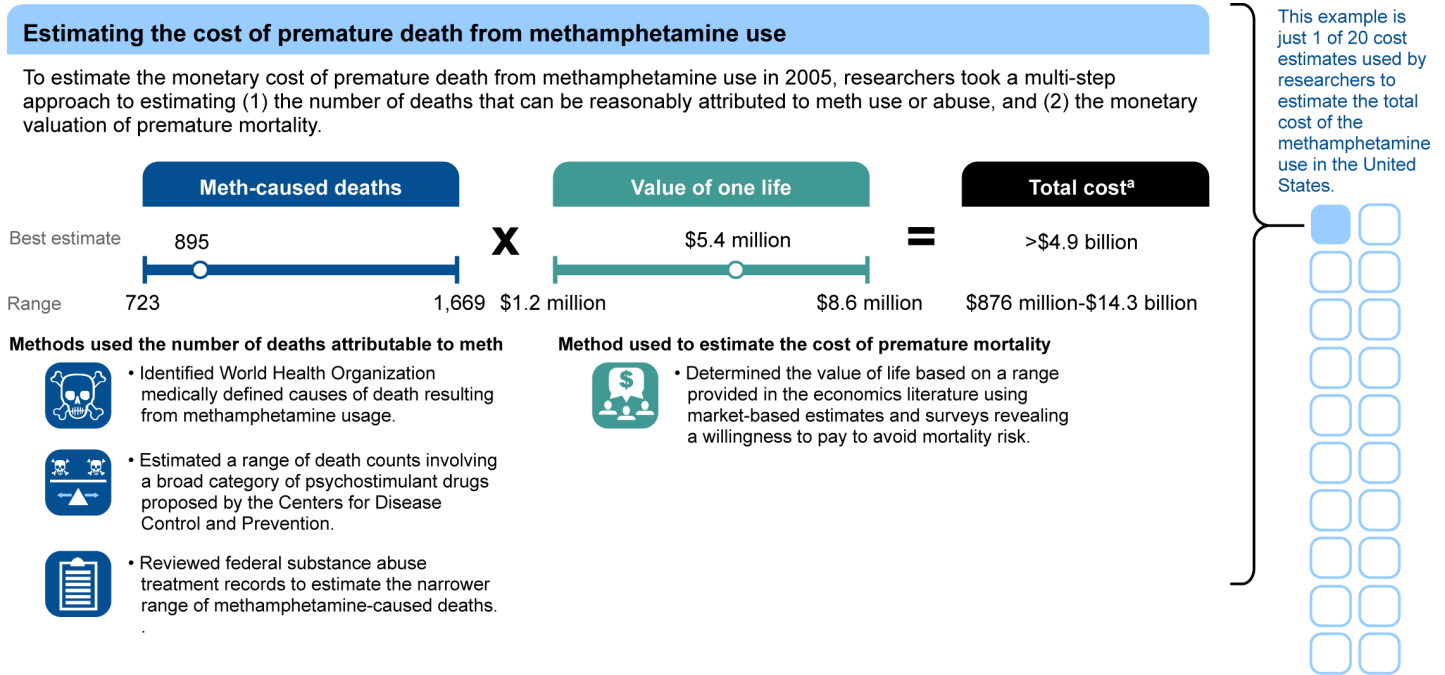 Estimating the cost of premature death from methamphetamine use
To estimate the monetary cost of premature death from methamphetamine use in 2005, researchers took a multi-step
approach to estimating (1) the number of deaths that can be reasonably attributed to meth use or abuse, and (2) the monetary
valuation of premature mortality.
Meth-caused deaths
Value of one life
Total costᵃ
Best estimate
895
x
$5.4 million
=
>$4.9 billion
Range
723
1,669
$1.2 million
$8.6 million
$876 million-$14.3 billion
Methods used the number of deaths attributable to meth
• Identified World Health Organization
medically defined causes of death resulting
from methamphetamine usage.
• Estimated a range of death counts involving
a broad category of psychostimulant drugs
proposed by the Centers for Disease
Control and Prevention.
• Reviewed federal substance abuse
treatment records to estimate the narrower
range of methamphetamine-caused deaths.
.
Method used to estimate the cost of premature mortality
$
• Determined the value of life based on a range
provided in the economics literature using
market-based estimates and surveys revealing
a willingness to pay to avoid mortality risk.
This example is
just 1 of 20 cost
estimates used by
researchers to
estimate the total
cost of the
methamphetamine
use in the United
States.